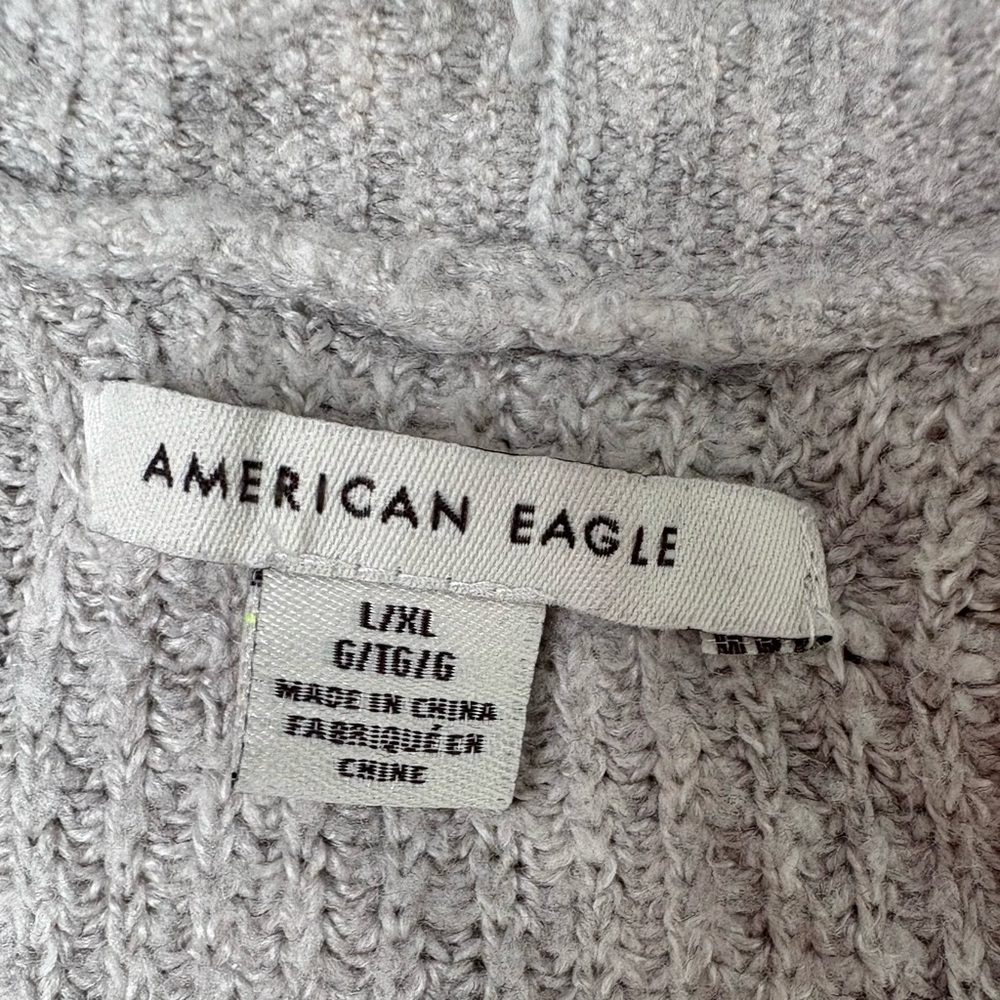 AMERICAN EAGLE
L/XL
G/TG/G
MADE IN CHINA
FABRIQUÉ EN
CHINE